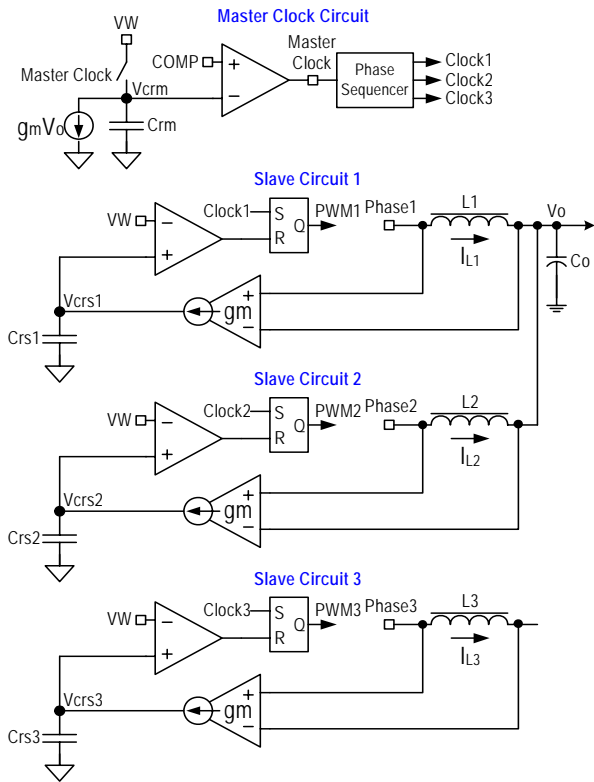 Master Clock Circuit
VW
Master Clock
COMP
+
−
Vcrm
Crm
gmVo
Master
Clock
Phase
Sequencer
Clock1
Clock2
Clock3
Slave Circuit 1
VW
−
+
Clock1
S
R
Q
PWM1
Phase1
L1
IL1
Vo
Co
Vcrs1
Crs1
gm
+
−
Slave Circuit 2
VW
−
+
Clock2
S
R
Q
PWM2
Phase2
L2
IL2
Vcrs2
Crs2
gm
+
−
Slave Circuit 3
VW
−
+
Clock3
S
R
Q
PWM3
Phase3
L3
IL3
Vcrs3
Crs3
gm
+
−